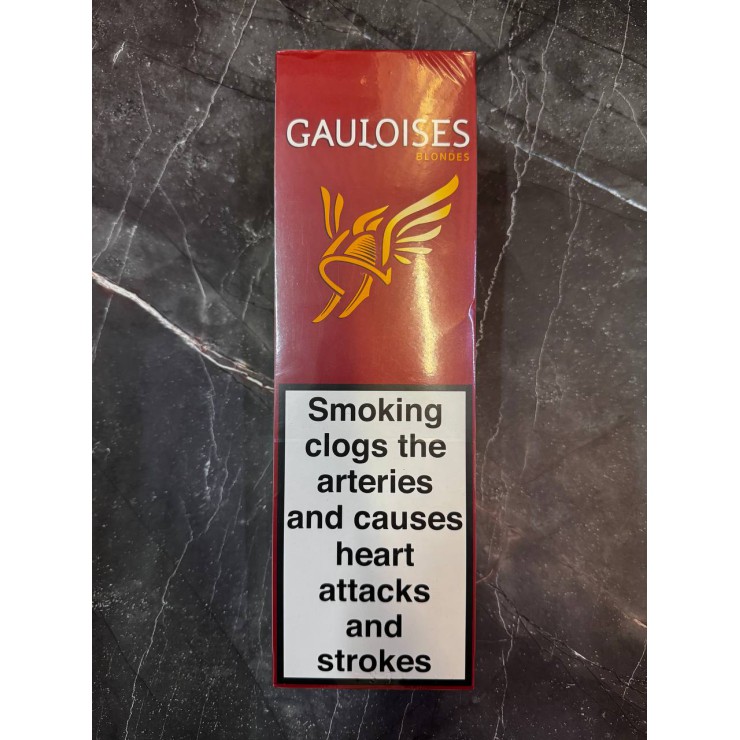 GAULOISES
BLONDES
Smoking
clogs the
arteries
and causes
heart
attacks
and
strokes